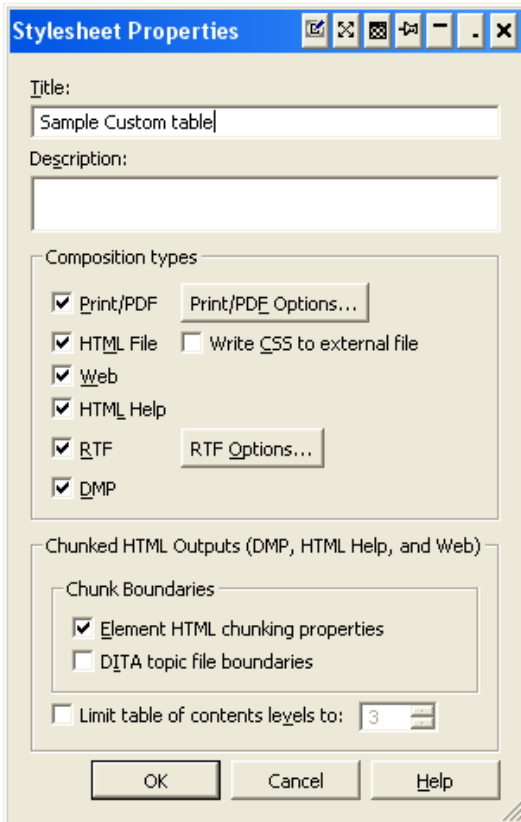 Stylesheet Properties
Title:
Sample Custom table
Description:
Composition types
Print/PDF Print/PDF Options...
HTML File Write CSS to external file
Web
HTML Help
RTF RTF Options...
DMP
Chunked HTML Outputs (DMP, HTML Help, and Web)
Chunk Boundaries
Element HTML chunking properties
DITA topic file boundaries
Limit table of contents levels to: 3
OK Cancel Help